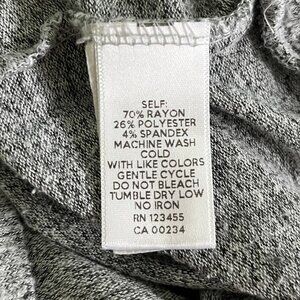 SELF:
70% RAYON
26% POLYESTER
4% SPANDEX
MACHINE WASH
COLD
WITH LIKE COLORS
GENTLE CYCLE
DO NOT BLEACH
TUMBLE DRY LOW
NO IRON
RN 123455
CA 00234